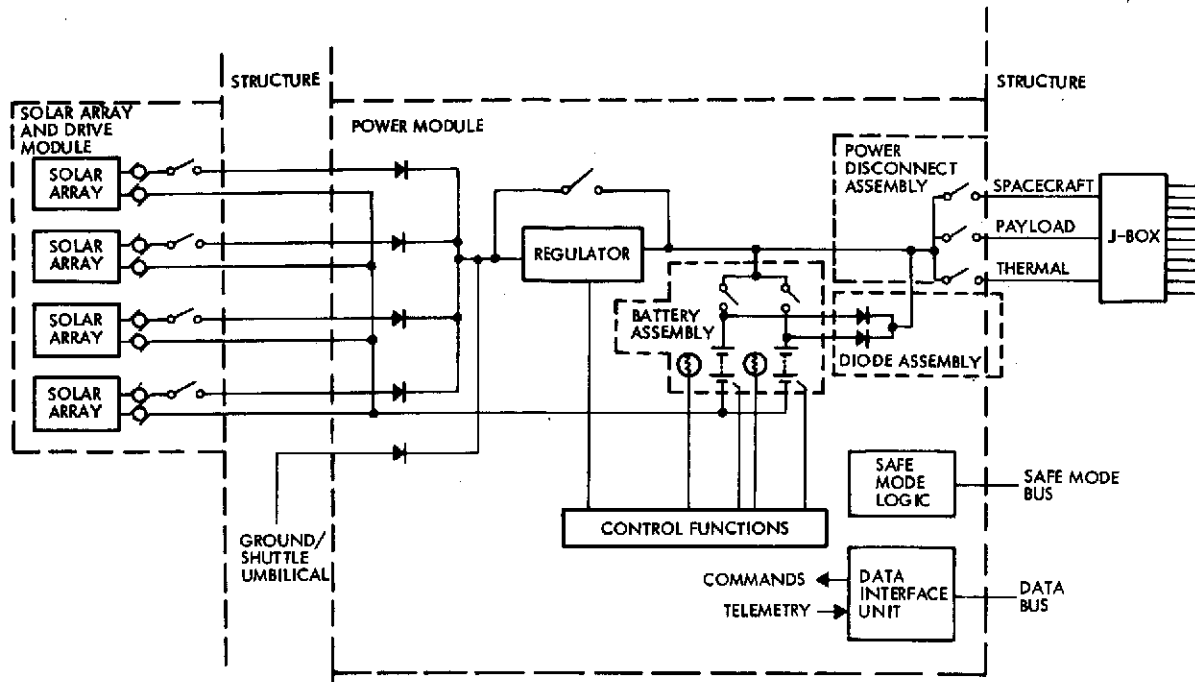 STRUCTURE
STRUCTURE
SOLAR ARRAY
AND DRIVE
MODULE
POWER MODULE
SOLAR
ARRAY
SOLAR
ARRAY
SOLAR
ARRAY
SOLAR
ARRAY
POWER
DISCONNECT
ASSEMBLY
SPACECRAFT
PAYLOAD
THERMAL
J-BOX
REGULATOR
BATTERY
ASSEMBLY
DIODE ASSEMBLY
GROUND/
SHUTTLE
UMBILICAL
CONTROL FUNCTIONS
SAFE
MODE
LOGIC
SAFE MODE
BUS
COMMANDS
TELEMETRY
DATA
INTERFACE
UNIT
DATA
BUS